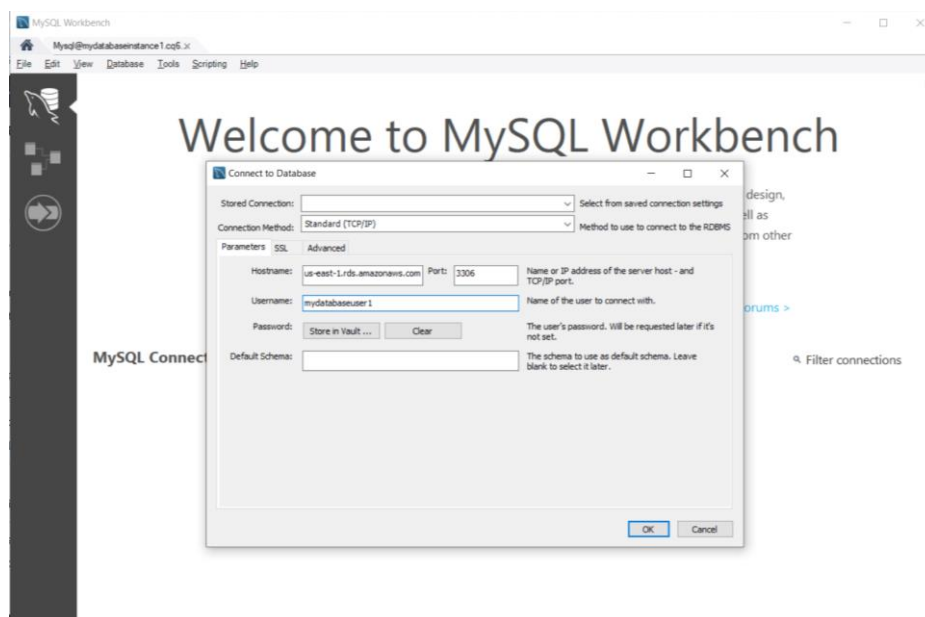 MySQL Workbench
Mysql@mydatabaseinstance1.cq6. x
File Edit View Database Tools Scripting Help
Welcome to MySQL Workbench
Connect to Database
design,
Stored Connection: Select from saved connection settings
ell as
Connection Method: Standard (TCP/IP) Method to use to connect to the RDBMS
om other
Parameters SSL Advanced
Hostname: us-east-1.rds.amazonaws.com Port: 3306 Name or IP address of the server host - and
TCP/IP port.
Username: mydatabaseuser1 Name of the user to connect with.
orums >
Password: Store in Vault ... Clear The user's password. Will be requested later if it's
not set.
MySQL Connect
Default Schema: The schema to use as default schema. Leave
blank to select it later.
Filter connections
OK Cancel